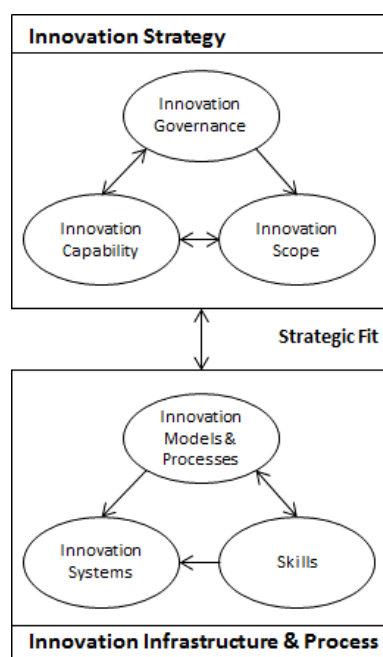 Innovation Strategy
Innovation
Governance
Innovation
Capability
Innovation
Scope
Strategic Fit
Innovation
Models &
Processes
Innovation
Systems
Skills
Innovation Infrastructure & Process